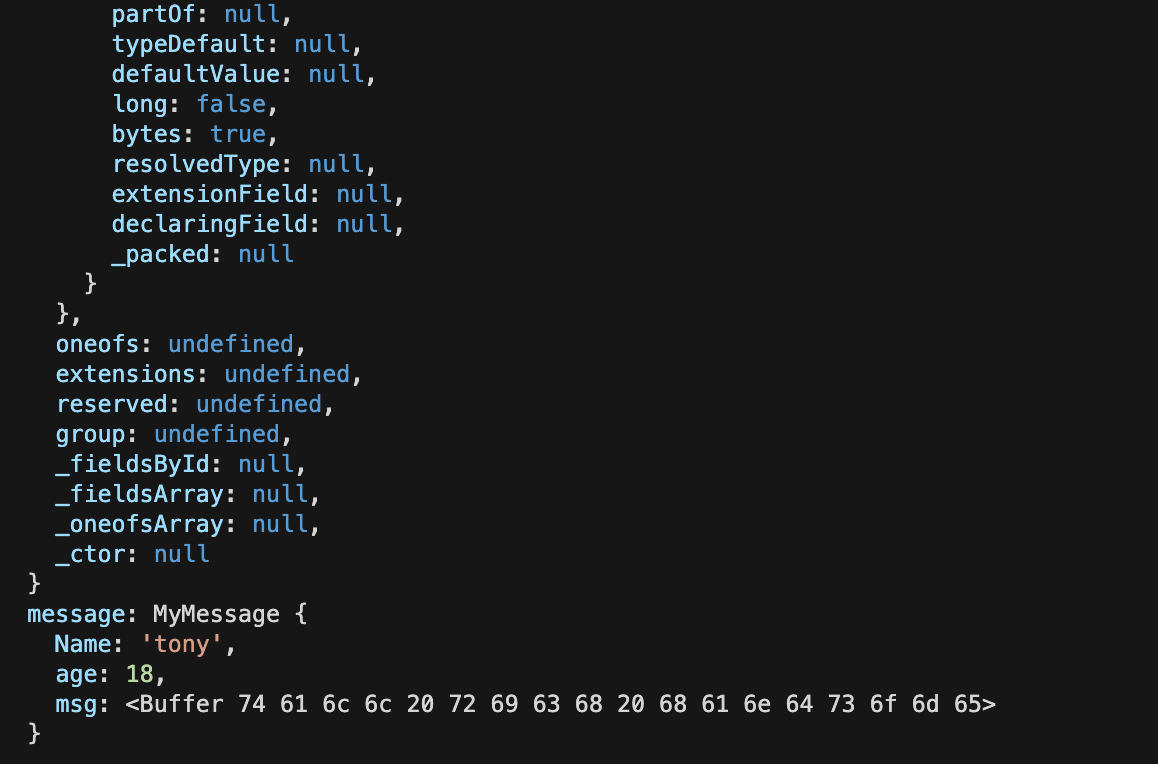 partOf: null,
typeDefault: null,
defaultValue: null,
long: false,
bytes: true,
resolvedType: null,
extensionField: null,
declaringField: null,
_packed: null
}
},
oneofs: undefined,
extensions: undefined,
reserved: undefined,
group: undefined,
_fieldsById: null,
_fieldsArray: null,
_oneofsArray: null,
_ctor: null
}
message: MyMessage {
Name: 'tony',
age: 18,
msg: <Buffer 74 61 6c 6c 20 72 69 63 68 20 68 61 6e 64 73 6f 6d 65>
}